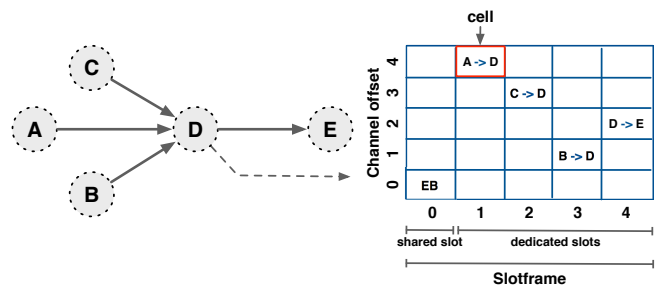 cell
C
A
D
E
B
Channel offset
4
A -> D
3
C -> D
2
D -> E
1
B -> D
0
EB
0 1 2 3 4
shared slot
dedicated slots
Slotframe